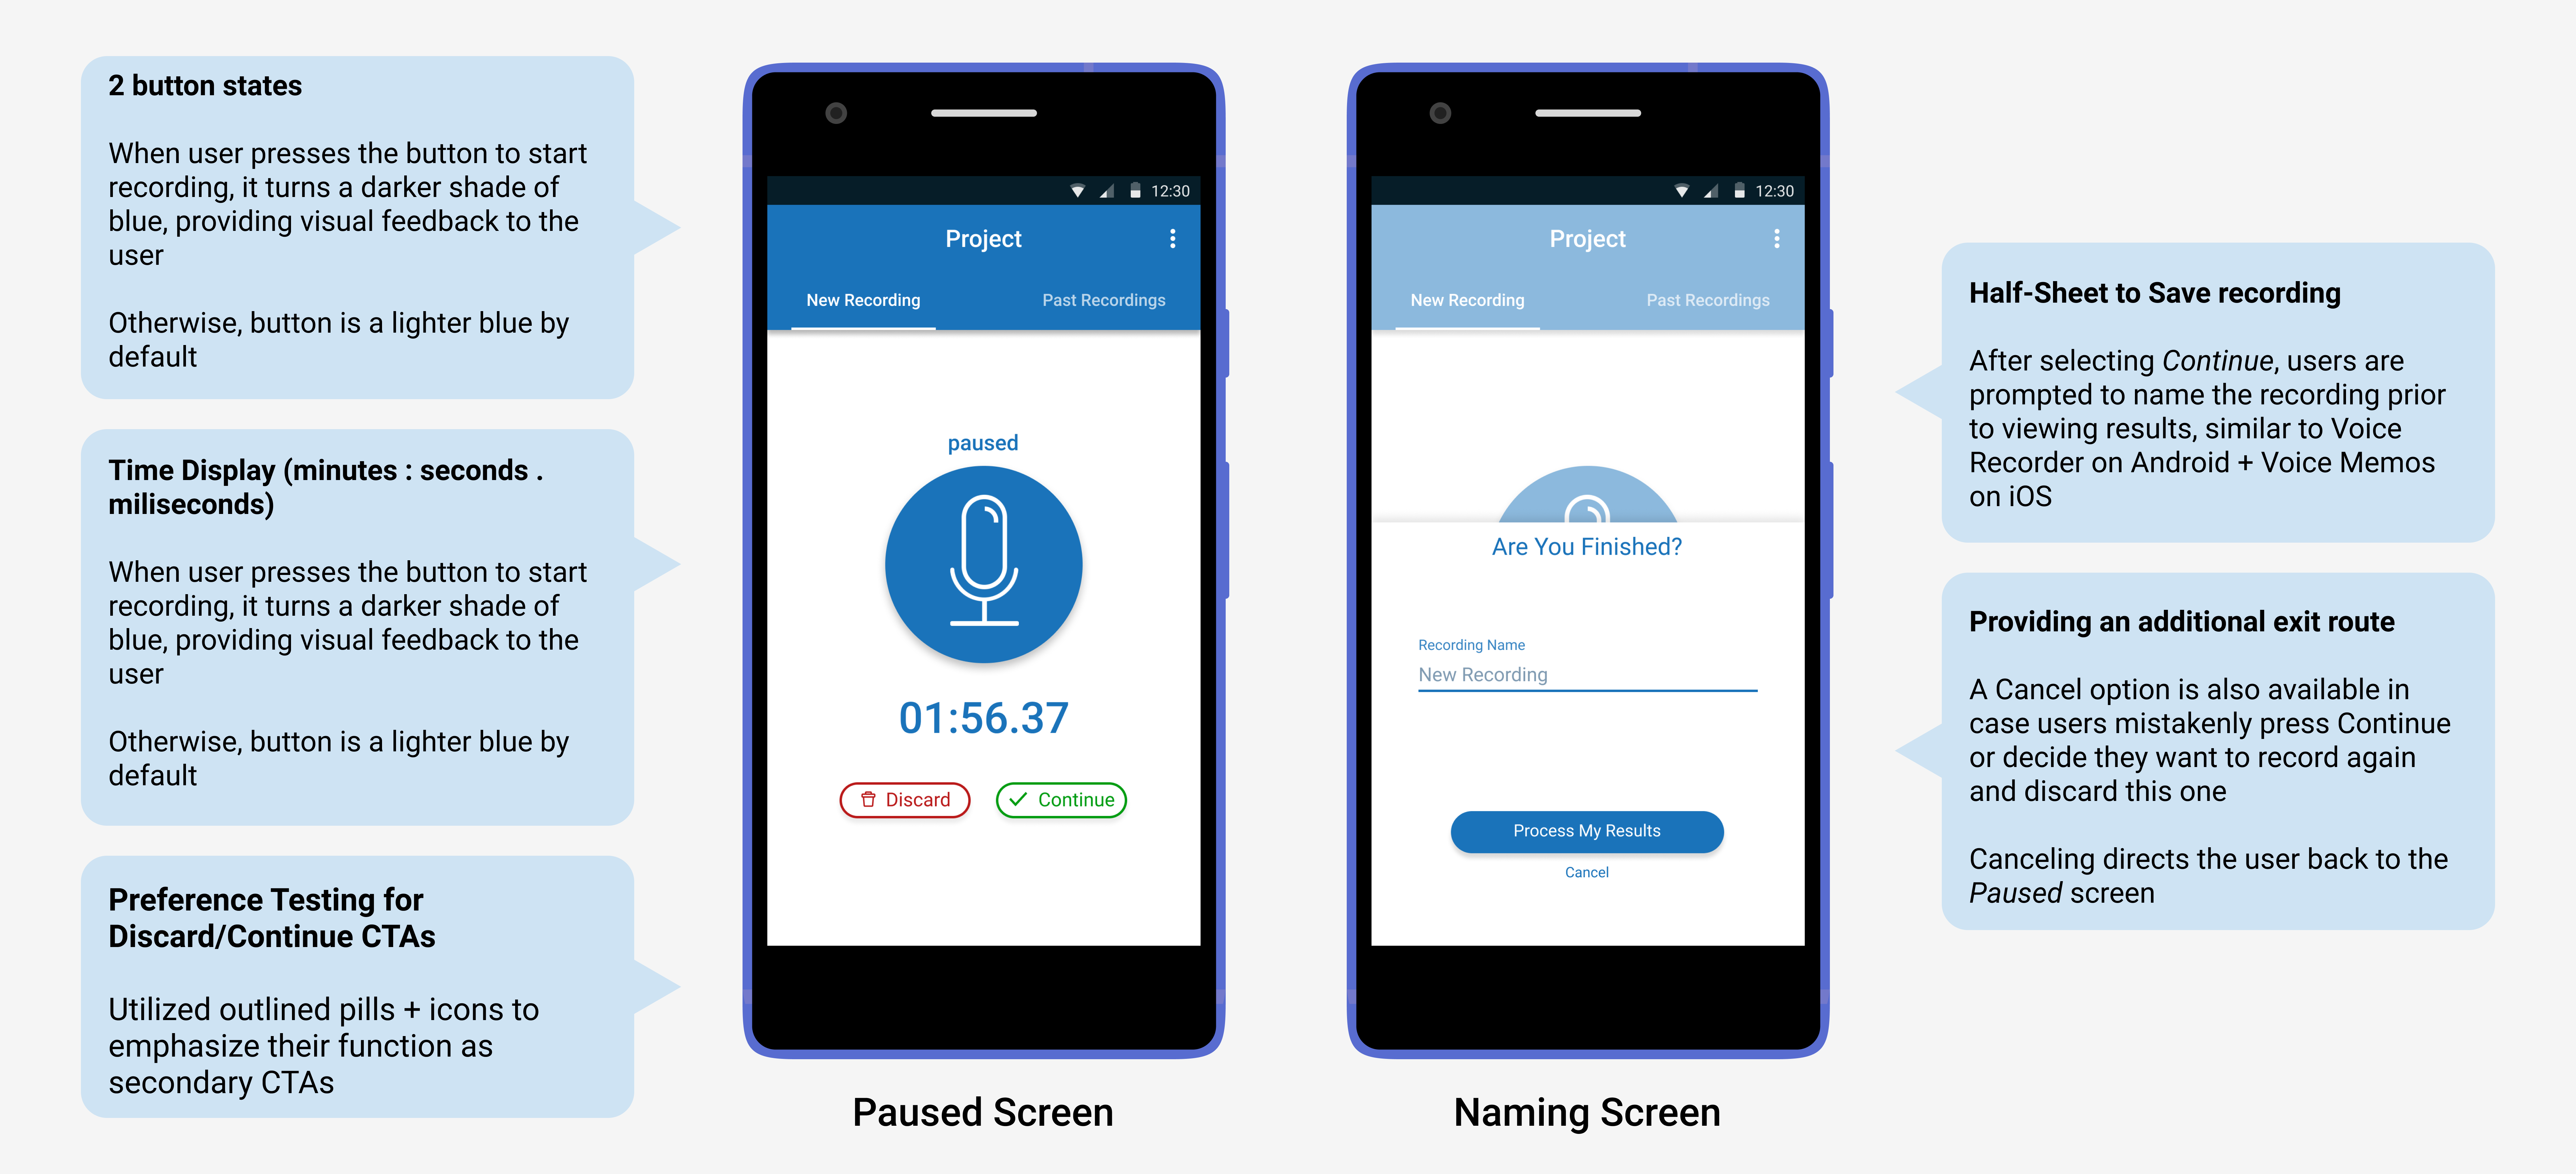 2 button states
When user presses the button to start
recording, it turns a darker shade of
blue, providing visual feedback to the
user
Otherwise, button is a lighter blue by
default
Time Display (minutes : seconds .
miliseconds)
When user presses the button to start
recording, it turns a darker shade of
blue, providing visual feedback to the
user
Otherwise, button is a lighter blue by
default
Preference Testing for
Discard/Continue CTAs
Utilized outlined pills + icons to
emphasize their function as
secondary CTAs
12:30
Project
New Recording
Past Recordings
paused
01:56.37
Discard
Continue
Paused Screen
12:30
Project
New Recording
Past Recordings
Are You Finished?
Recording Name
New Recording
Process My Results
Cancel
Naming Screen
Half-Sheet to Save recording
After selecting Continue, users are
prompted to name the recording prior
to viewing results, similar to Voice
Recorder on Android + Voice Memos
on iOS
Providing an additional exit route
A Cancel option is also available in
case users mistakenly press Continue
or decide they want to record again
and discard this one
Canceling directs the user back to the
Paused screen